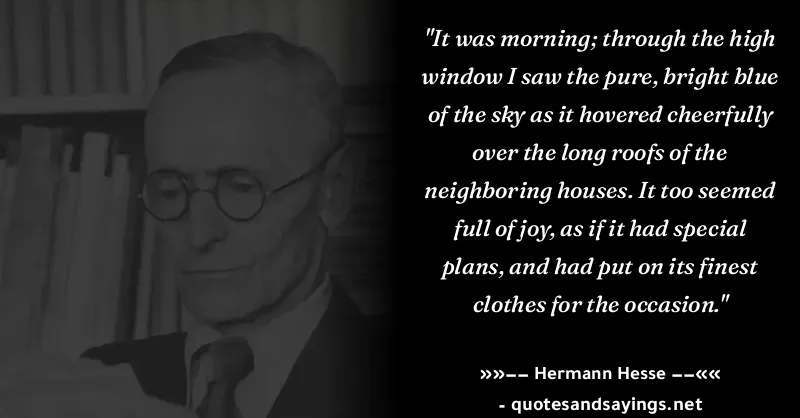 "It was morning; through the high
window I saw the pure, bright blue
of the sky as it hovered cheerfully
over the long roofs of the
neighboring houses. It too seemed
full of joy, as if it had special
plans, and had put on its finest
clothes for the occasion."
»»−− Hermann Hesse −−««
- quotesandsayings.net